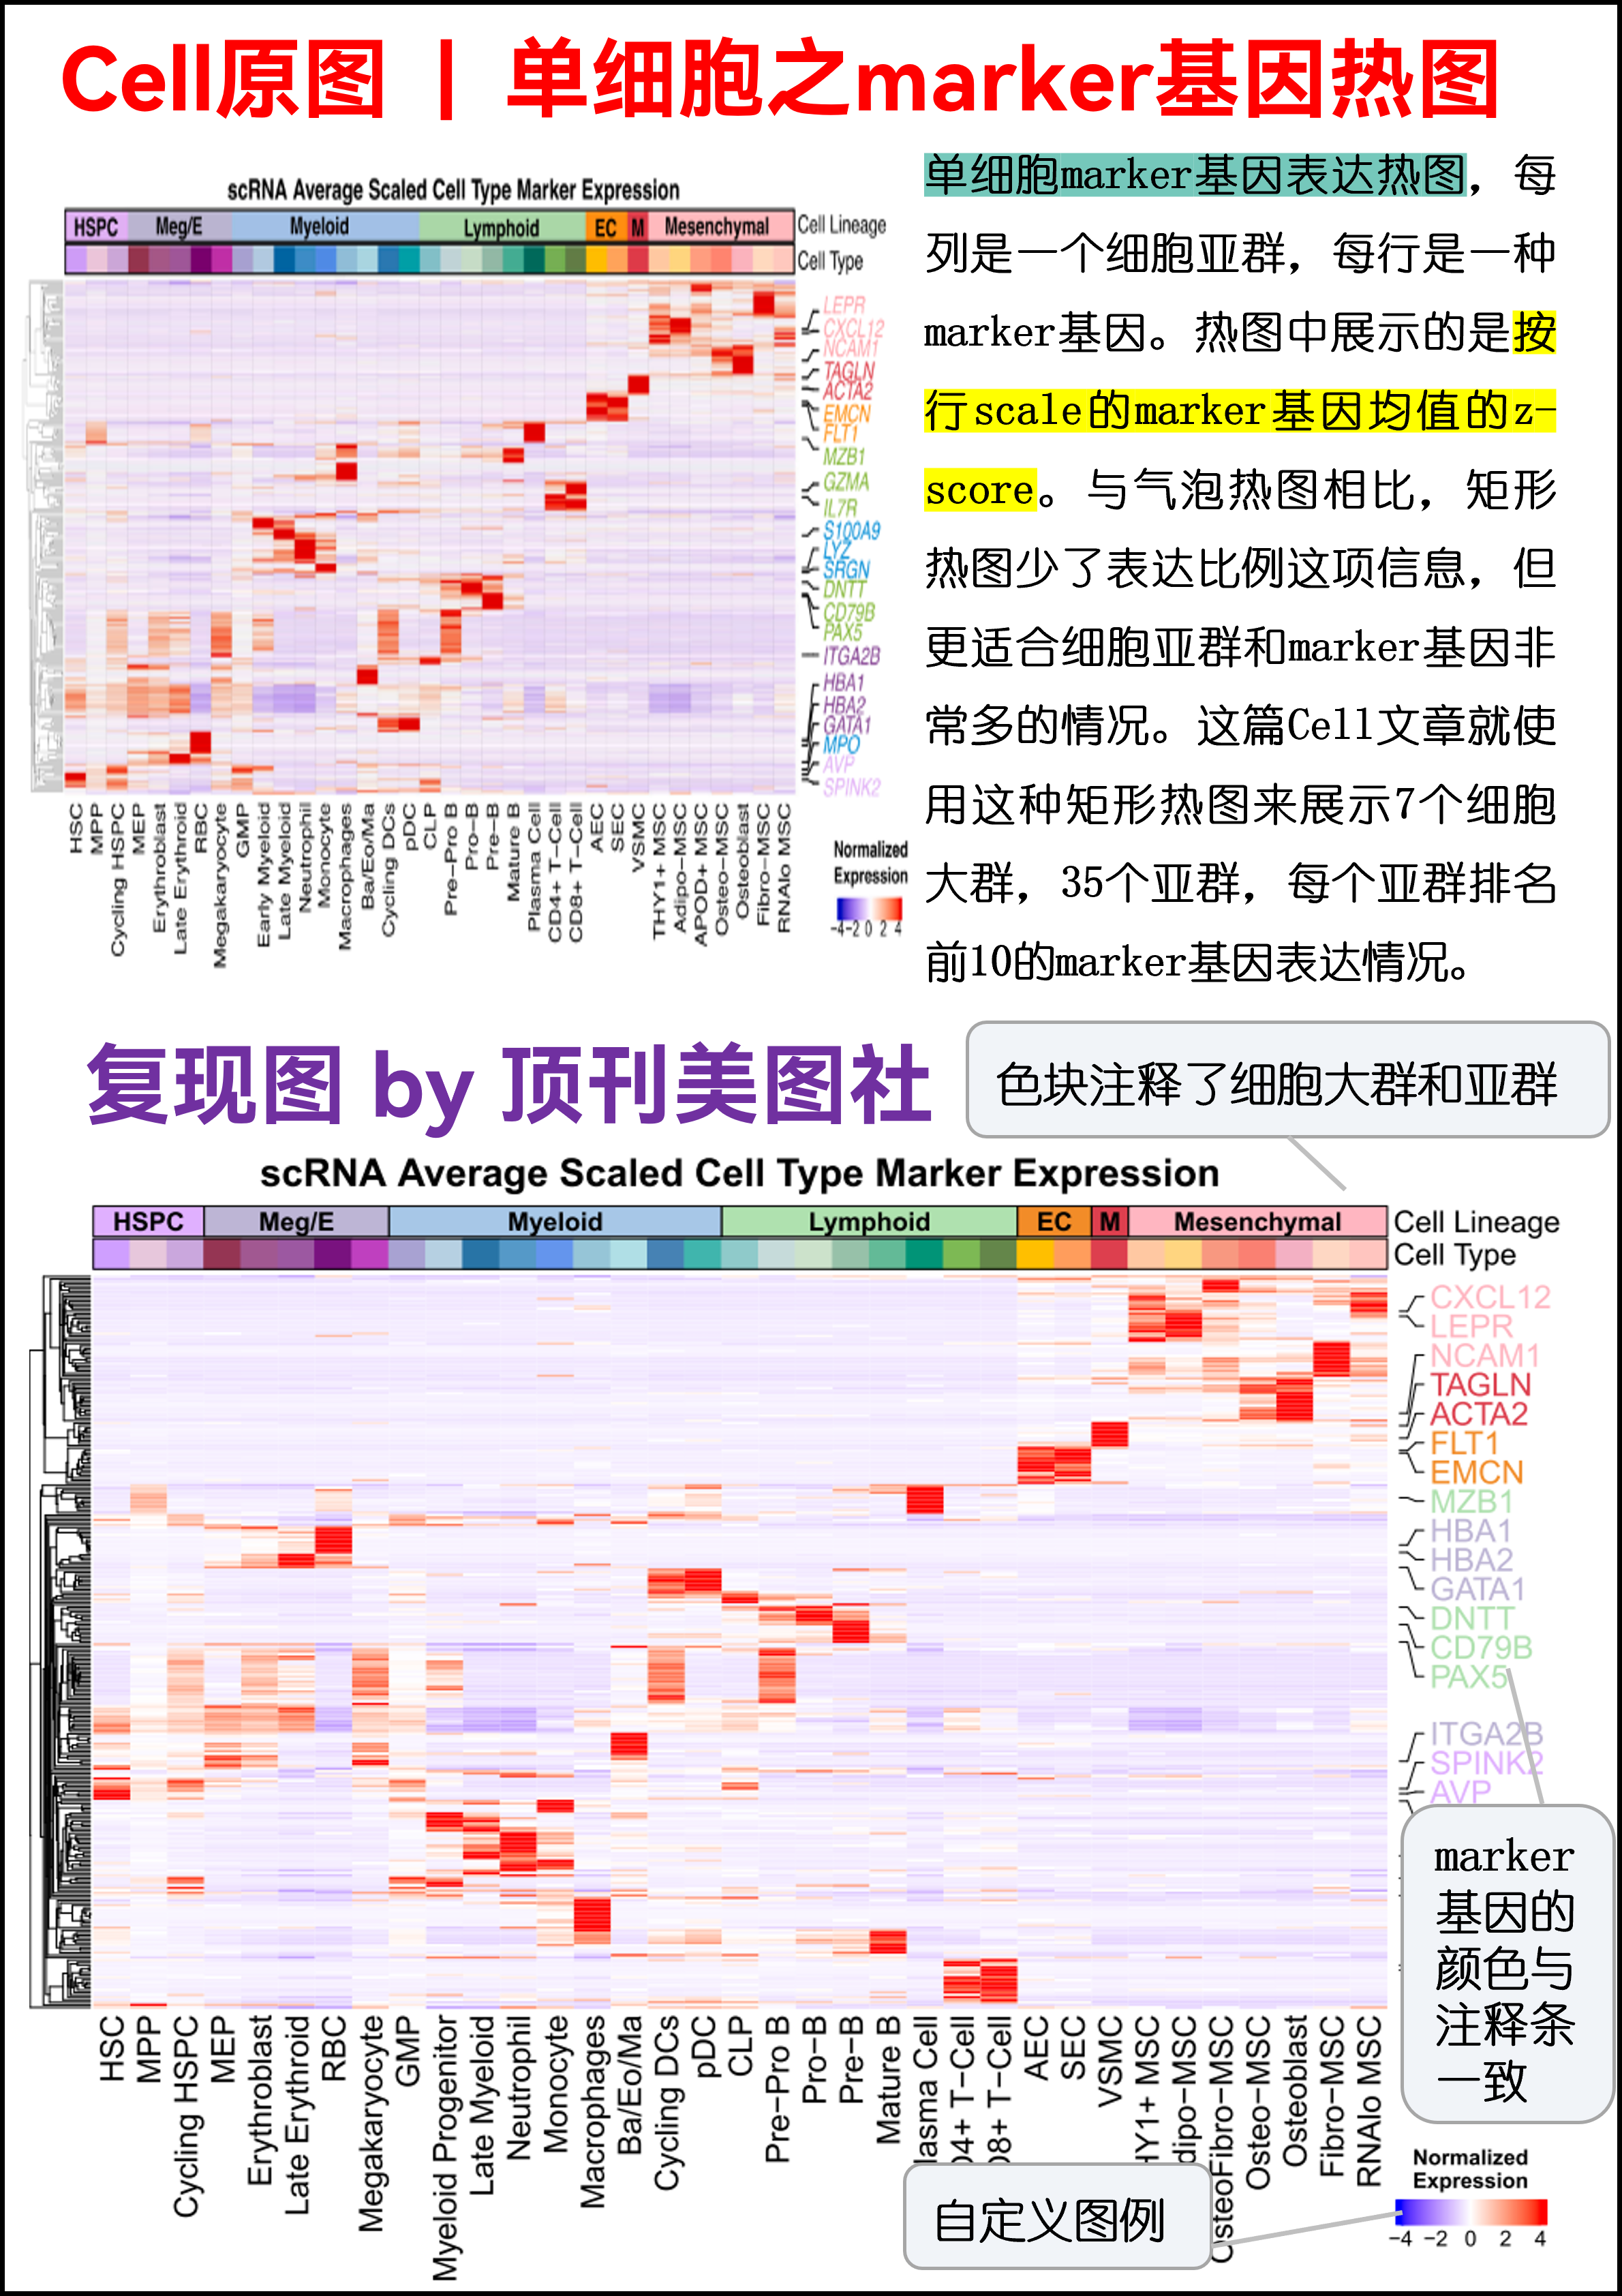 Cell原图 | 单细胞之marker基因热图
scRNA Average Scaled Cell Type Marker Expression
HSPC Meg/E Myeloid Lymphoid EC M Mesenchymal Cell Lineage
Cell Type
LEPR
CXCL12
NCAM1
TAGLN
ACTA2
EMCN
FLT1
MZB1
GZMA
IL7R
S100A9
LYZ
SRGN
DNTT
CD79B
PAX5
ITGA2B
HBA1
HBA2
GATA1
MPO
AVP
SPINK2
HSC
MPP
Cycling HSPC
MEP
Erythroblast
Late Erythroid
RBC
Megakaryocyte
GMP
Early Myeloid
Late Myeloid
Neutrophil
Monocyte
Macrophages
Ba/Eo/Ma
Cycling DCs
pDC
CLP
Pre−Pro B
Pro−B
Pre−B
Mature B
Plasma Cell
CD4+ T−Cell
CD8+ T−Cell
AEC
SEC
VSMC
THY1+ MSC
Adipo−MSC
APOD+ MSC
Osteo−MSC
Osteoblast
Fibro−MSC
RNAlo MSC
Normalized
Expression
-4-2 0 2 4
单细胞marker基因表达热图，每
列是一个细胞亚群，每行是一种
marker基因。热图中展示的是按
行scale的marker基因均值的z-
score。与气泡热图相比，矩形
热图少了表达比例这项信息，但
更适合细胞亚群和marker基因非
常多的情况。这篇Cell文章就使
用这种矩形热图来展示7个细胞
大群，35个亚群，每个亚群排名
前10的marker基因表达情况。
复现图 by 顶刊美图社
色块注释了细胞大群和亚群
scRNA Average Scaled Cell Type Marker Expression
HSPC Meg/E Myeloid Lymphoid EC M Mesenchymal Cell Lineage
Cell Type
CXCL12
LEPR
NCAM1
TAGLN
ACTA2
FLT1
EMCN
MZB1
HBA1
HBA2
GATA1
DNTT
CD79B
PAX5
ITGA2B
SPINK2
AVP
marker
基因的
颜色与
注释条
一致
HSC
MPP
Cycling HSPC
MEP
Erythroblast
Late Erythroid
RBC
Megakaryocyte
GMP
Myeloid Progenitor
Late Myeloid
Neutrophil
Monocyte
Macrophages
Ba/Eo/Ma
Cycling DCs
pDC
CLP
Pre−Pro B
Pro−B
Pre−B
Mature B
lasma Cell
D4+ T−Cell
D8+ T−Cell
AEC
SEC
VSMC
HY1+ MSC
dipo−MSC
OsteoFibro−MSC
Osteo−MSC
Osteoblast
Fibro−MSC
RNAlo MSC
自定义图例
Normalized
Expression
−4 −2 0 2 4